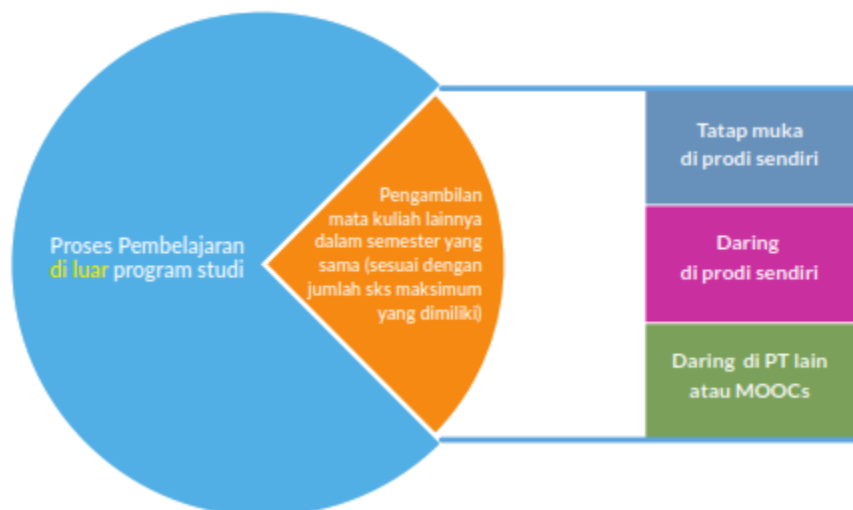 Proses Pembelajaran
di luar program studi
Pengambilan
mata kuliah lainnya
dalam semester yang
sama (sesuai dengan
jumlah sks maksimum
yang dimiliki)
Tatap muka
di prodi sendiri
Daring
di prodi sendiri
Daring di PT lain
atau MOOCs